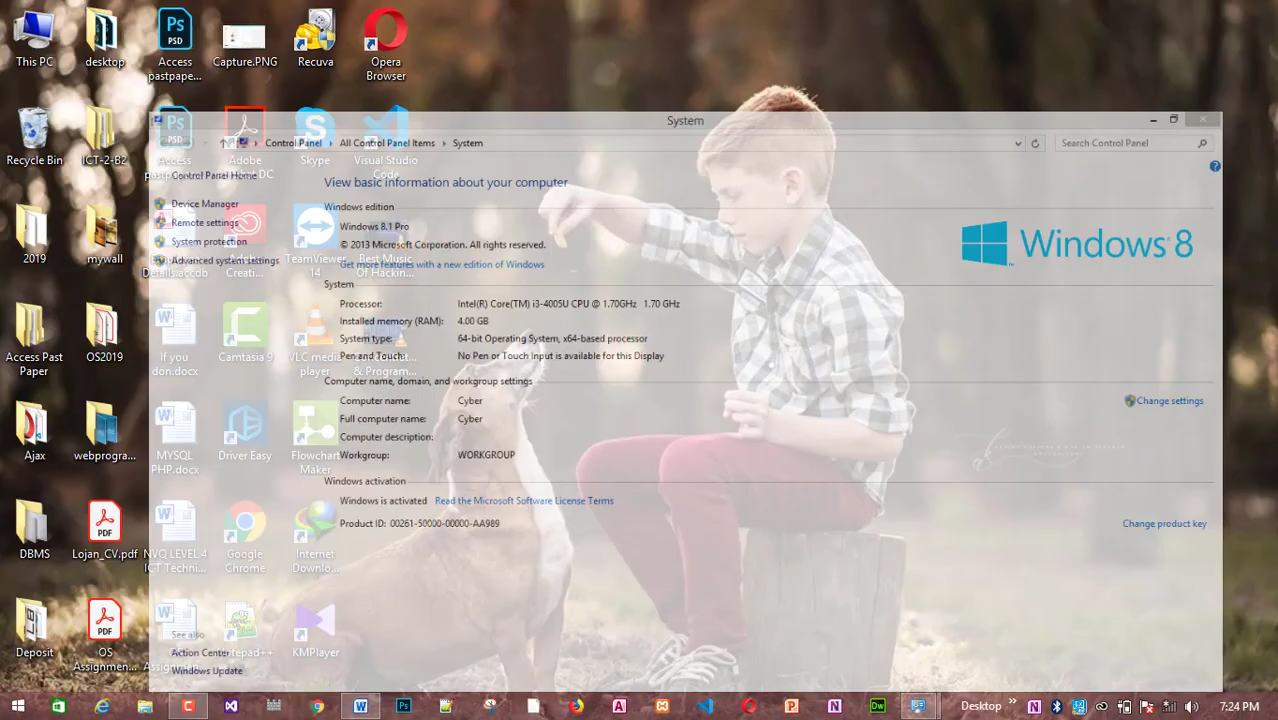 This PC
desktop
Access pastpape...
Capture.PNG
Recuva
Opera Browser
System
Control Panel
All Control Panel Items
System
Search Control Panel
Recycle Bin
ICT-2-B2
Access
Adobe
Skype
Visual Studio Code
Control Panel Home
Device Manager
Remote settings
System protection
Advanced system settings
2019
mywall
Adobe Creati...
TeamViewer 14
Best Music Of Hackin...
View basic information about your computer
Windows edition
Windows 8.1 Pro
© 2013 Microsoft Corporation. All rights reserved.
Get more features with a new edition of Windows
Windows 8
System
Processor: Intel(R) Core(TM) i3-4005U CPU @ 1.70GHz 1.70 GHz
Installed memory (RAM): 4.00 GB
System type: 64-bit Operating System, x64-based processor
Pen and Touch: No Pen or Touch Input is available for this Display
Computer name, domain, and workgroup settings
Computer name: Cyber
Change settings
Full computer name: Cyber
Computer description:
Workgroup: WORKGROUP
Windows activation
Windows is activated Read the Microsoft Software License Terms
Product ID: 00261-50000-00000-AA989
Change product key
Access Past Paper
OS2019
If you don.docx
Camtasia 9
VLC media player
& Program...
Ajax
webprogra...
MYSQL PHP.docx
Driver Easy
Flowchart Maker
DBMS
Lojan_CV.pdf
NVQ LEVEL 4 ICT Techni...
Google Chrome
Internet Downlo...
Deposit
OS Assignmen...
KMPlayer
See also
Action Center
Windows Update
Desktop
7:24 PM